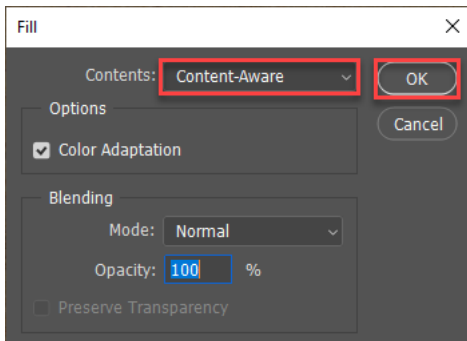 Fill
Contents: Content-Aware
OK
Options
Cancel
Color Adaptation
Blending
Mode: Normal
Opacity: 100 %
Preserve Transparency